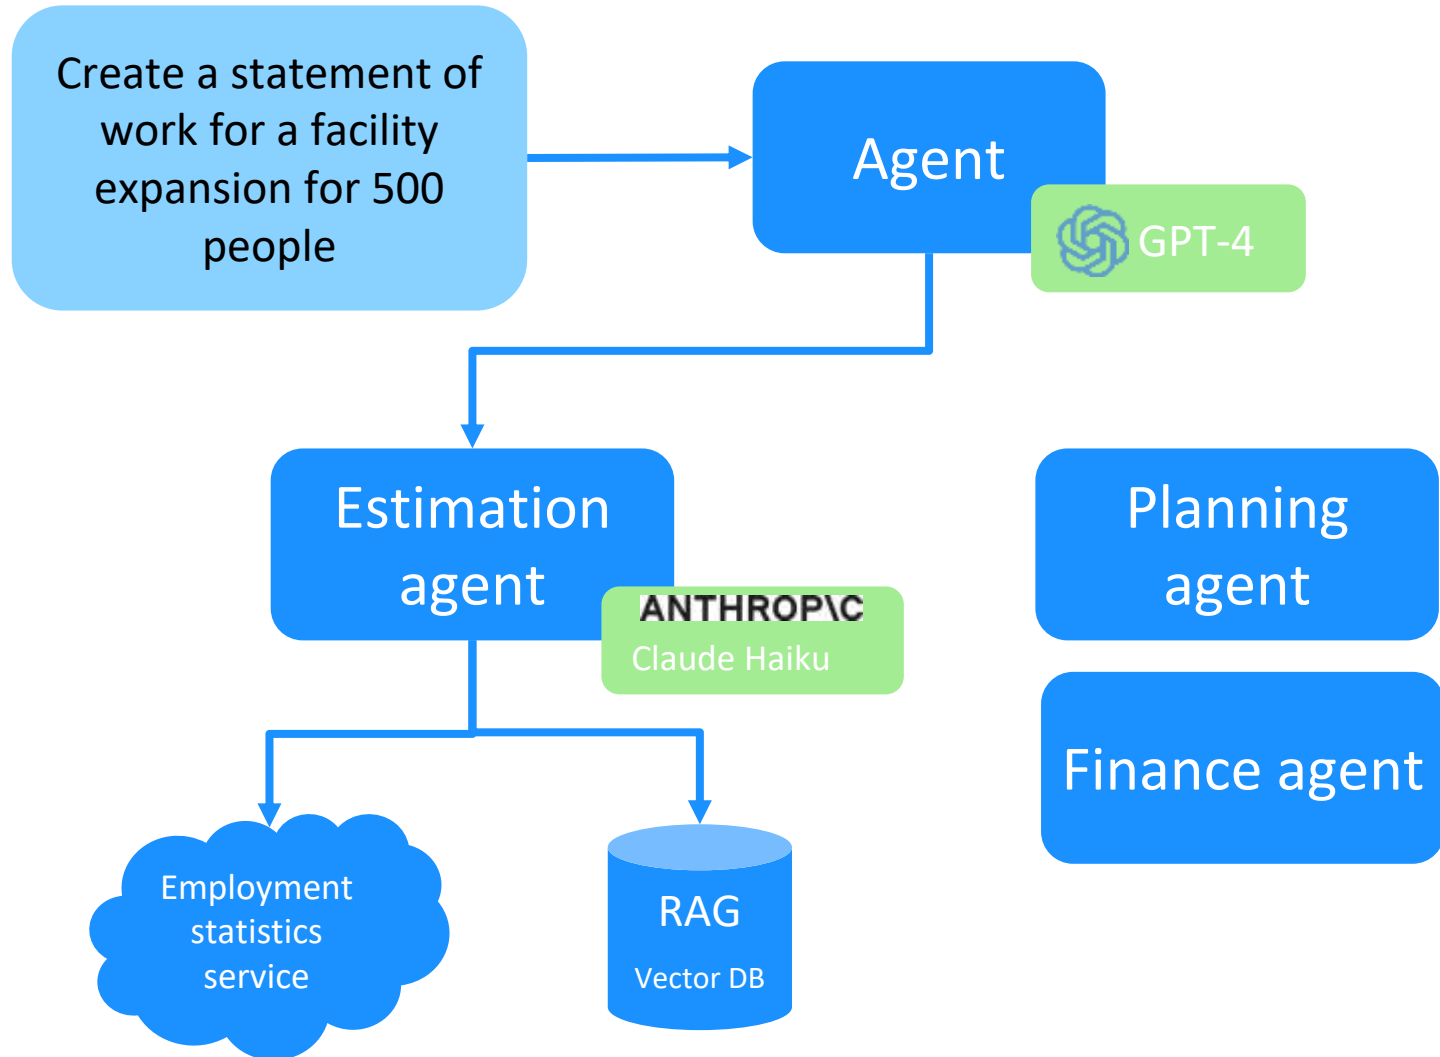 Create a statement of
work for a facility
expansion for 500
people
Agent
GPT-4
Estimation
agent
ANTHROP\C
Claude Haiku
Planning
agent
Finance agent
Employment
statistics
service
RAG
Vector DB